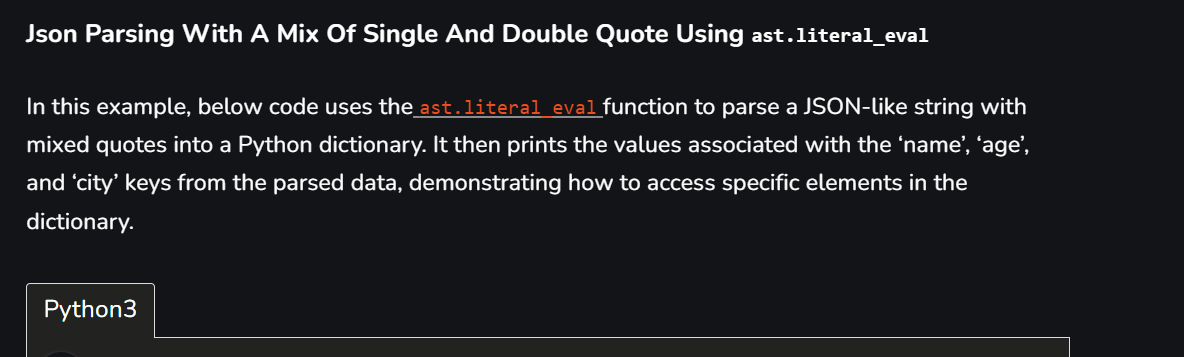 Json Parsing With A Mix Of Single And Double Quote Using ast.literal_eval
In this example, below code uses the ast.literal_eval function to parse a JSON-like string with
mixed quotes into a Python dictionary. It then prints the values associated with the ‘name’, ‘age’,
and ‘city’ keys from the parsed data, demonstrating how to access specific elements in the
dictionary.
Python3